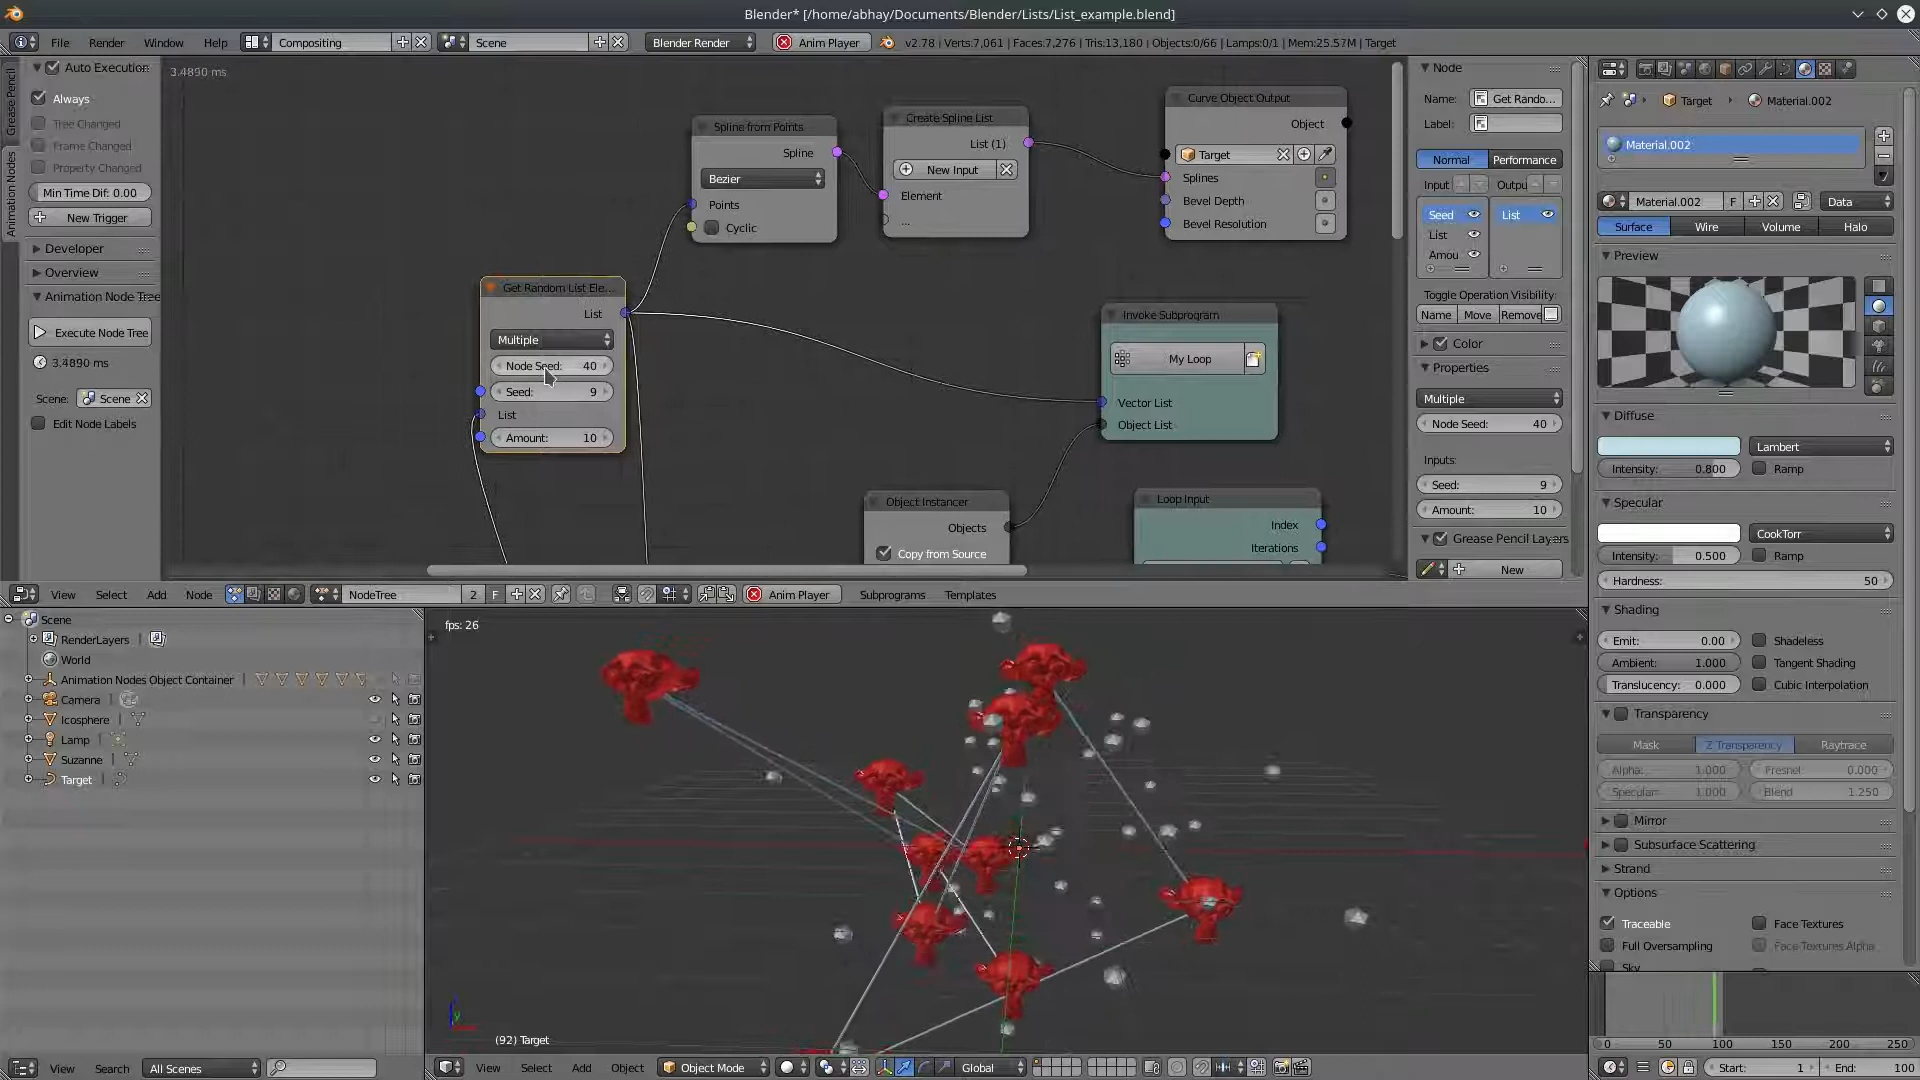 Blender* [/home/abhay/Documents/Blender/Lists/List_example.blend]
File Render Window Help Compositing Scene Blender Render Anim Player v2.78 | Verts:7,061 | Faces:7,276 | Tris:13,180 | Objects:0/66 | Lamps:0/1 | Mem:25.57M | Target
Grease Pencil
Animation Nodes
Auto Execution
Always
Tree Changed
Frame Changed
Property Changed
Min Time Dif: 0.00
New Trigger
Developer
Overview
Animation Node Tree
Execute Node Tree
3.4890 ms
Scene: Scene
Edit Node Labels
3.4890 ms
Spline from Points
Spline
Bezier
Points
Cyclic
Create Spline List
List (1)
New Input
Element
...
Curve Object Output
Object
Target
Splines
Bevel Depth
Bevel Resolution
Get Random List Ele...
List
Multiple
Node Seed: 40
Seed: 9
List
Amount: 10
Invoke Subprogram
My Loop
Vector List
Object List
Object Instancer
Objects
Copy from Source
Loop Input
Index
Iterations
Node
Name: Get Rando...
Label:
Normal Performance
Input Outpu
Seed List
List
Amou
Toggle Operation Visibility:
Name Move Remove
Color
Properties
Multiple
Node Seed: 40
Inputs:
Seed: 9
Amount: 10
Grease Pencil Layers
New
View Select Add Node NodeTree 2 F Anim Player Subprograms Templates
Scene
RenderLayers |
World
Animation Nodes Object Container
Camera |
Icosphere |
Lamp |
Suzanne |
Target |
View Search All Scenes
fps: 26
y
(92) Target
View Select Add Object Object Mode Global
Target Material.002
Material.002
Material.002 F Data
Surface Wire Volume Halo
Preview
Diffuse
Lambert
Intensity: 0.800 Ramp
Specular
CookTorr
Intensity: 0.500 Ramp
Hardness: 50
Shading
Emit: 0.00 Shadeless
Ambient: 1.000 Tangent Shading
Translucency: 0.000 Cubic Interpolation
Transparency
Mask Z Transparency Raytrace
Alpha: 1.000 Fresnel: 0.000
Specular: 1.000 Blend 1.250
Mirror
Subsurface Scattering
Strand
Options
Traceable Face Textures
Full Oversampling Face Textures Alpha
Sky
0 50 100 150 200 250
Start: 1 End: 100